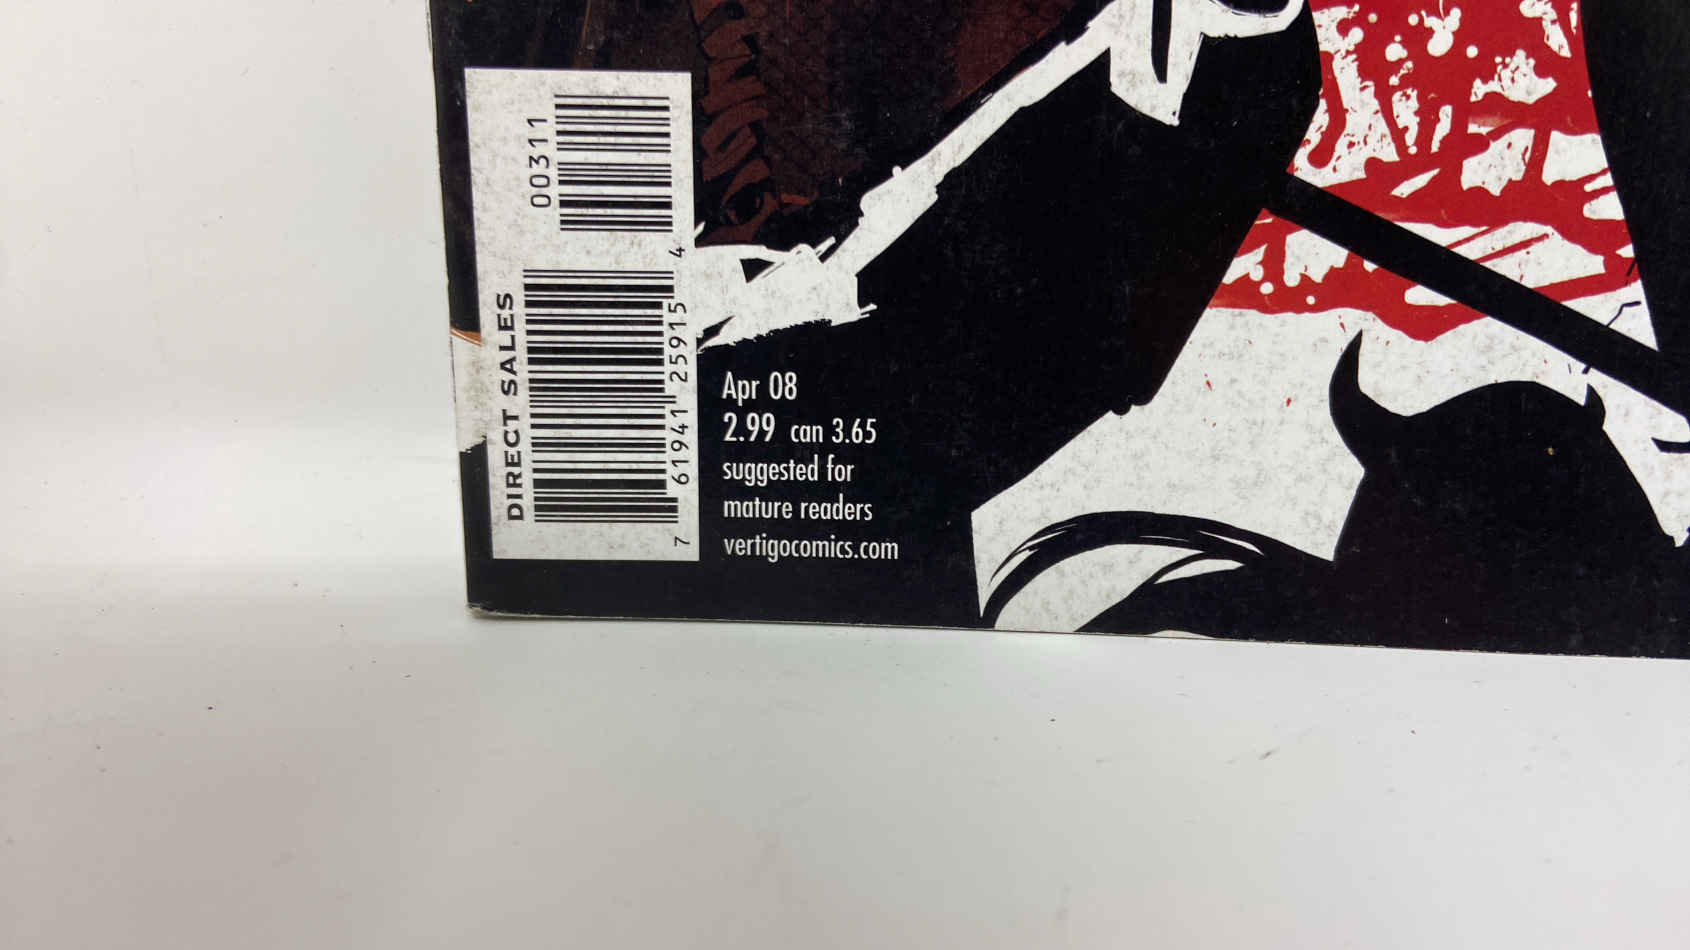 00311
DIRECT SALES
7 61941 25915 4
Apr 08
2.99 can 3.65
suggested for
mature readers
vertigocomics.com